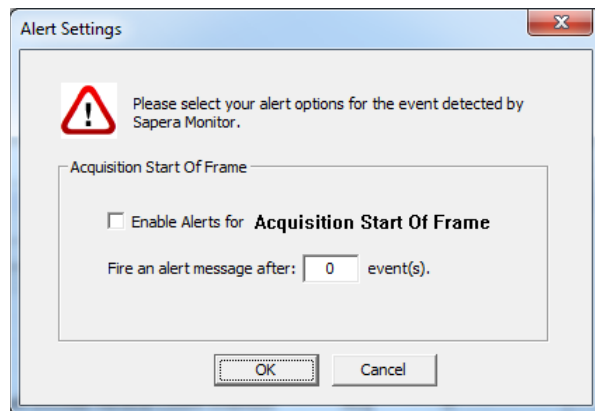 Alert Settings
Please select your alert options for the event detected by
Sapera Monitor.
Acquisition Start Of Frame
Enable Alerts for Acquisition Start Of Frame
Fire an alert message after: 0 event(s).
OK Cancel